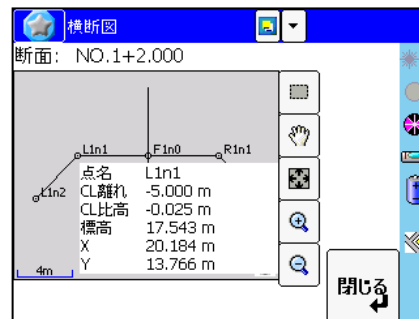 横断図
断面: NO.1+2.000
L1n1 F1n0 R1n1
L1n2
点名 L1n1
CL離れ -5.000 m
CL比高 -0.025 m
標高 17.543 m
X 20.184 m
Y 13.766 m
4m
閉じる